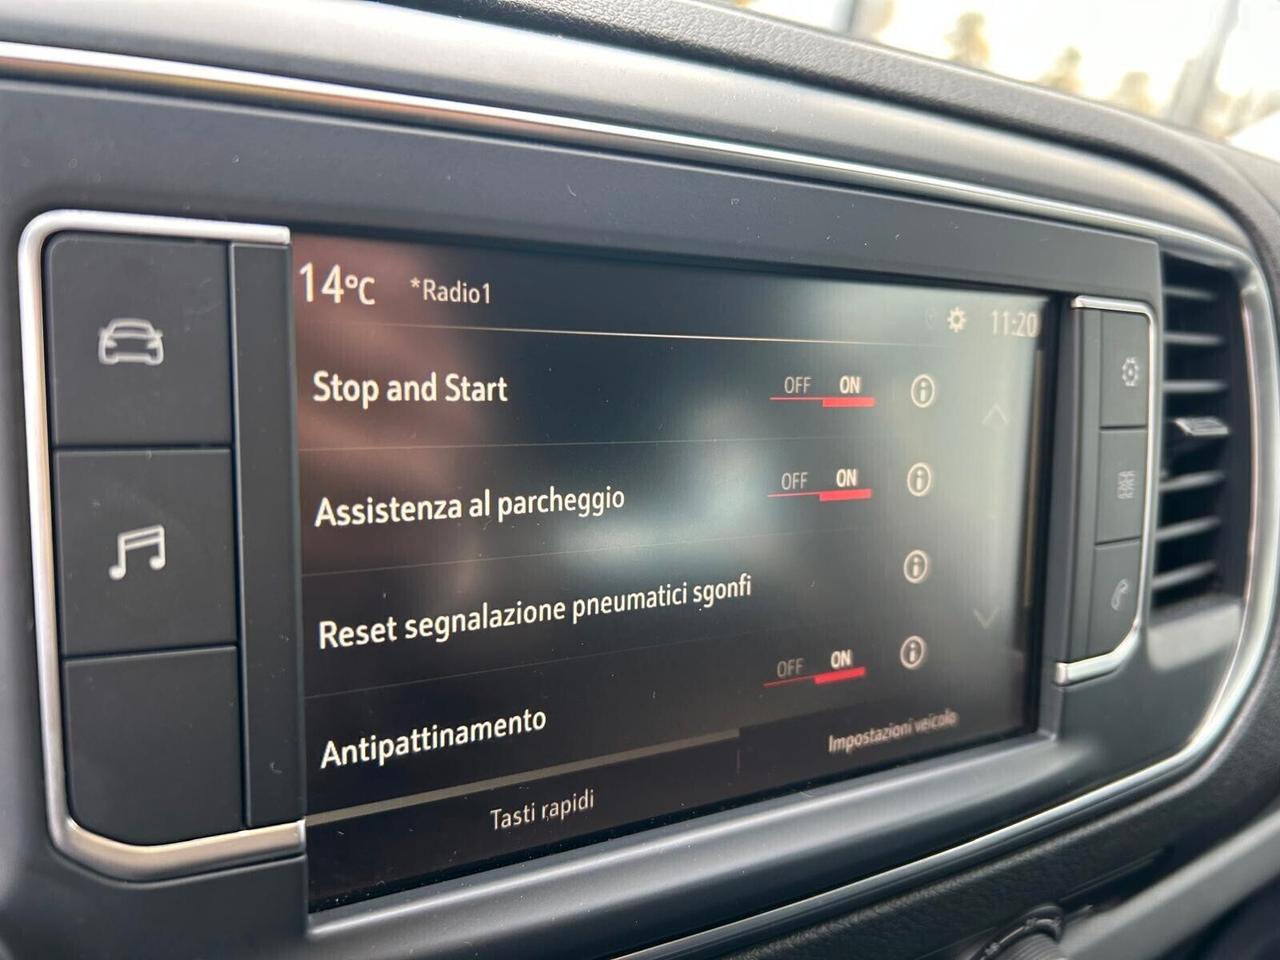 14°C *Radio1 11:20
Stop and Start OFF ON
Assistenza al parcheggio OFF ON
Reset segnalazione pneumatici sgonfi
Antipattinamento OFF ON
Tasti rapidi Impostazioni veicolo